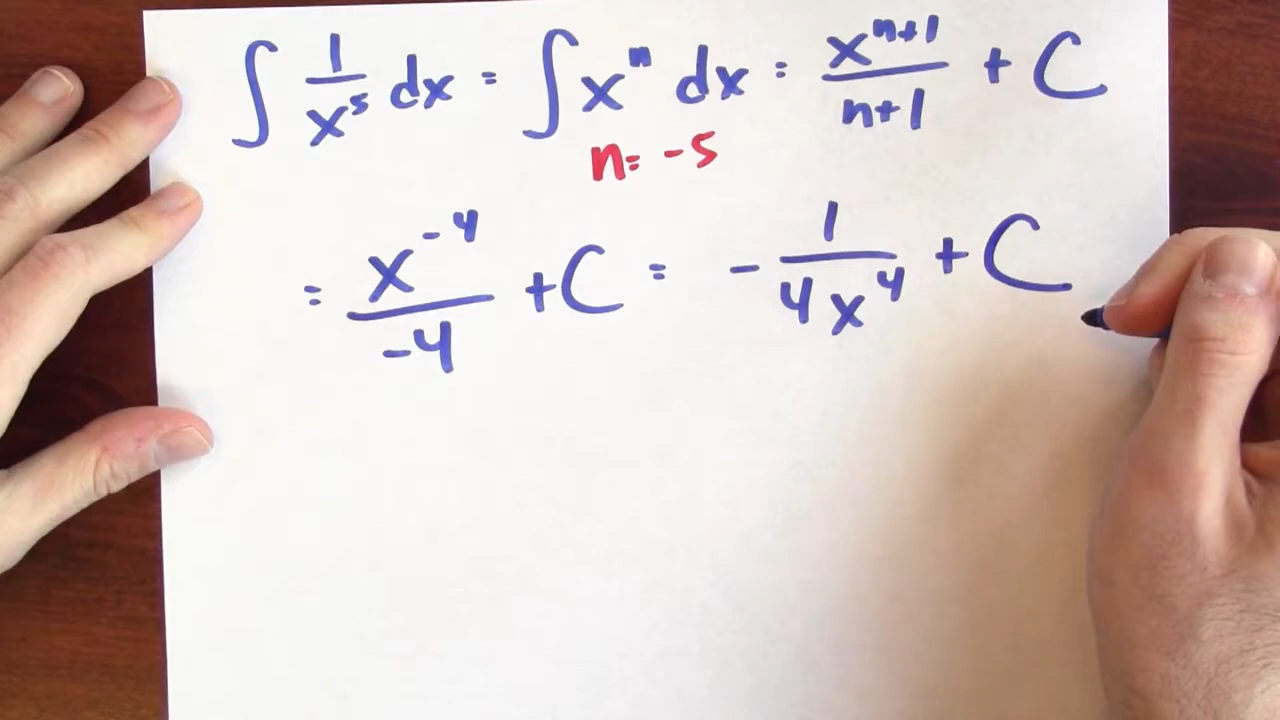 ∫ 1/x⁵ dx = ∫ xⁿ dx = xⁿ⁺¹/n+1 + C
n = -5
= x⁻⁴/-4 + C = - 1/4x⁴ + C